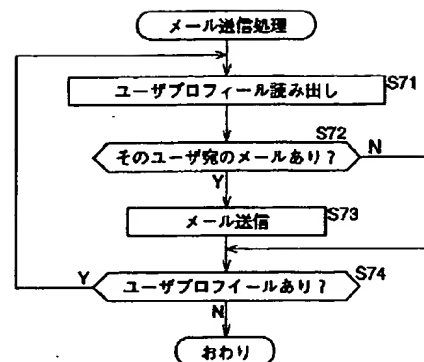 メール送信処理
ユーザプロフィール読み出し
S71
S72
そのユーザ宛のメールあり?
N
Y
メール送信
S73
S74
Y
ユーザプロフイールあり?
N
おわり